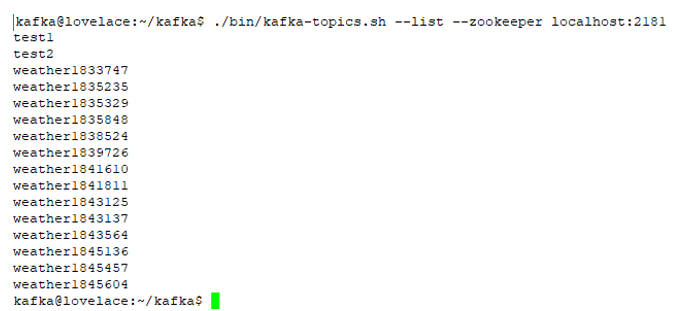 kafka@lovelace:~/kafka$ ./bin/kafka-topics.sh --list --zookeeper localhost:2181
test1
test2
weather1833747
weather1835235
weather1835329
weather1835848
weather1838524
weather1839726
weather1841610
weather1841811
weather1843125
weather1843137
weather1843564
weather1845136
weather1845457
weather1845604
kafka@lovelace:~/kafka$